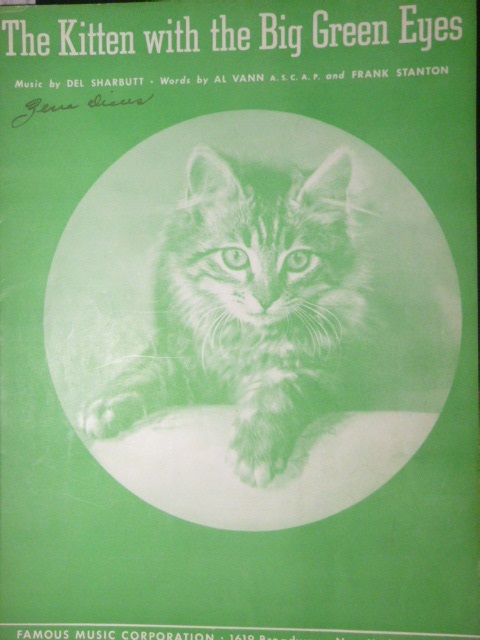 The Kitten with the Big Green Eyes
Music by DEL SHARBUTT • Words by AL VANN A.S.C.A.P. and FRANK STANTON
Gene
FAMOUS MUSIC CORPORATION • 1619